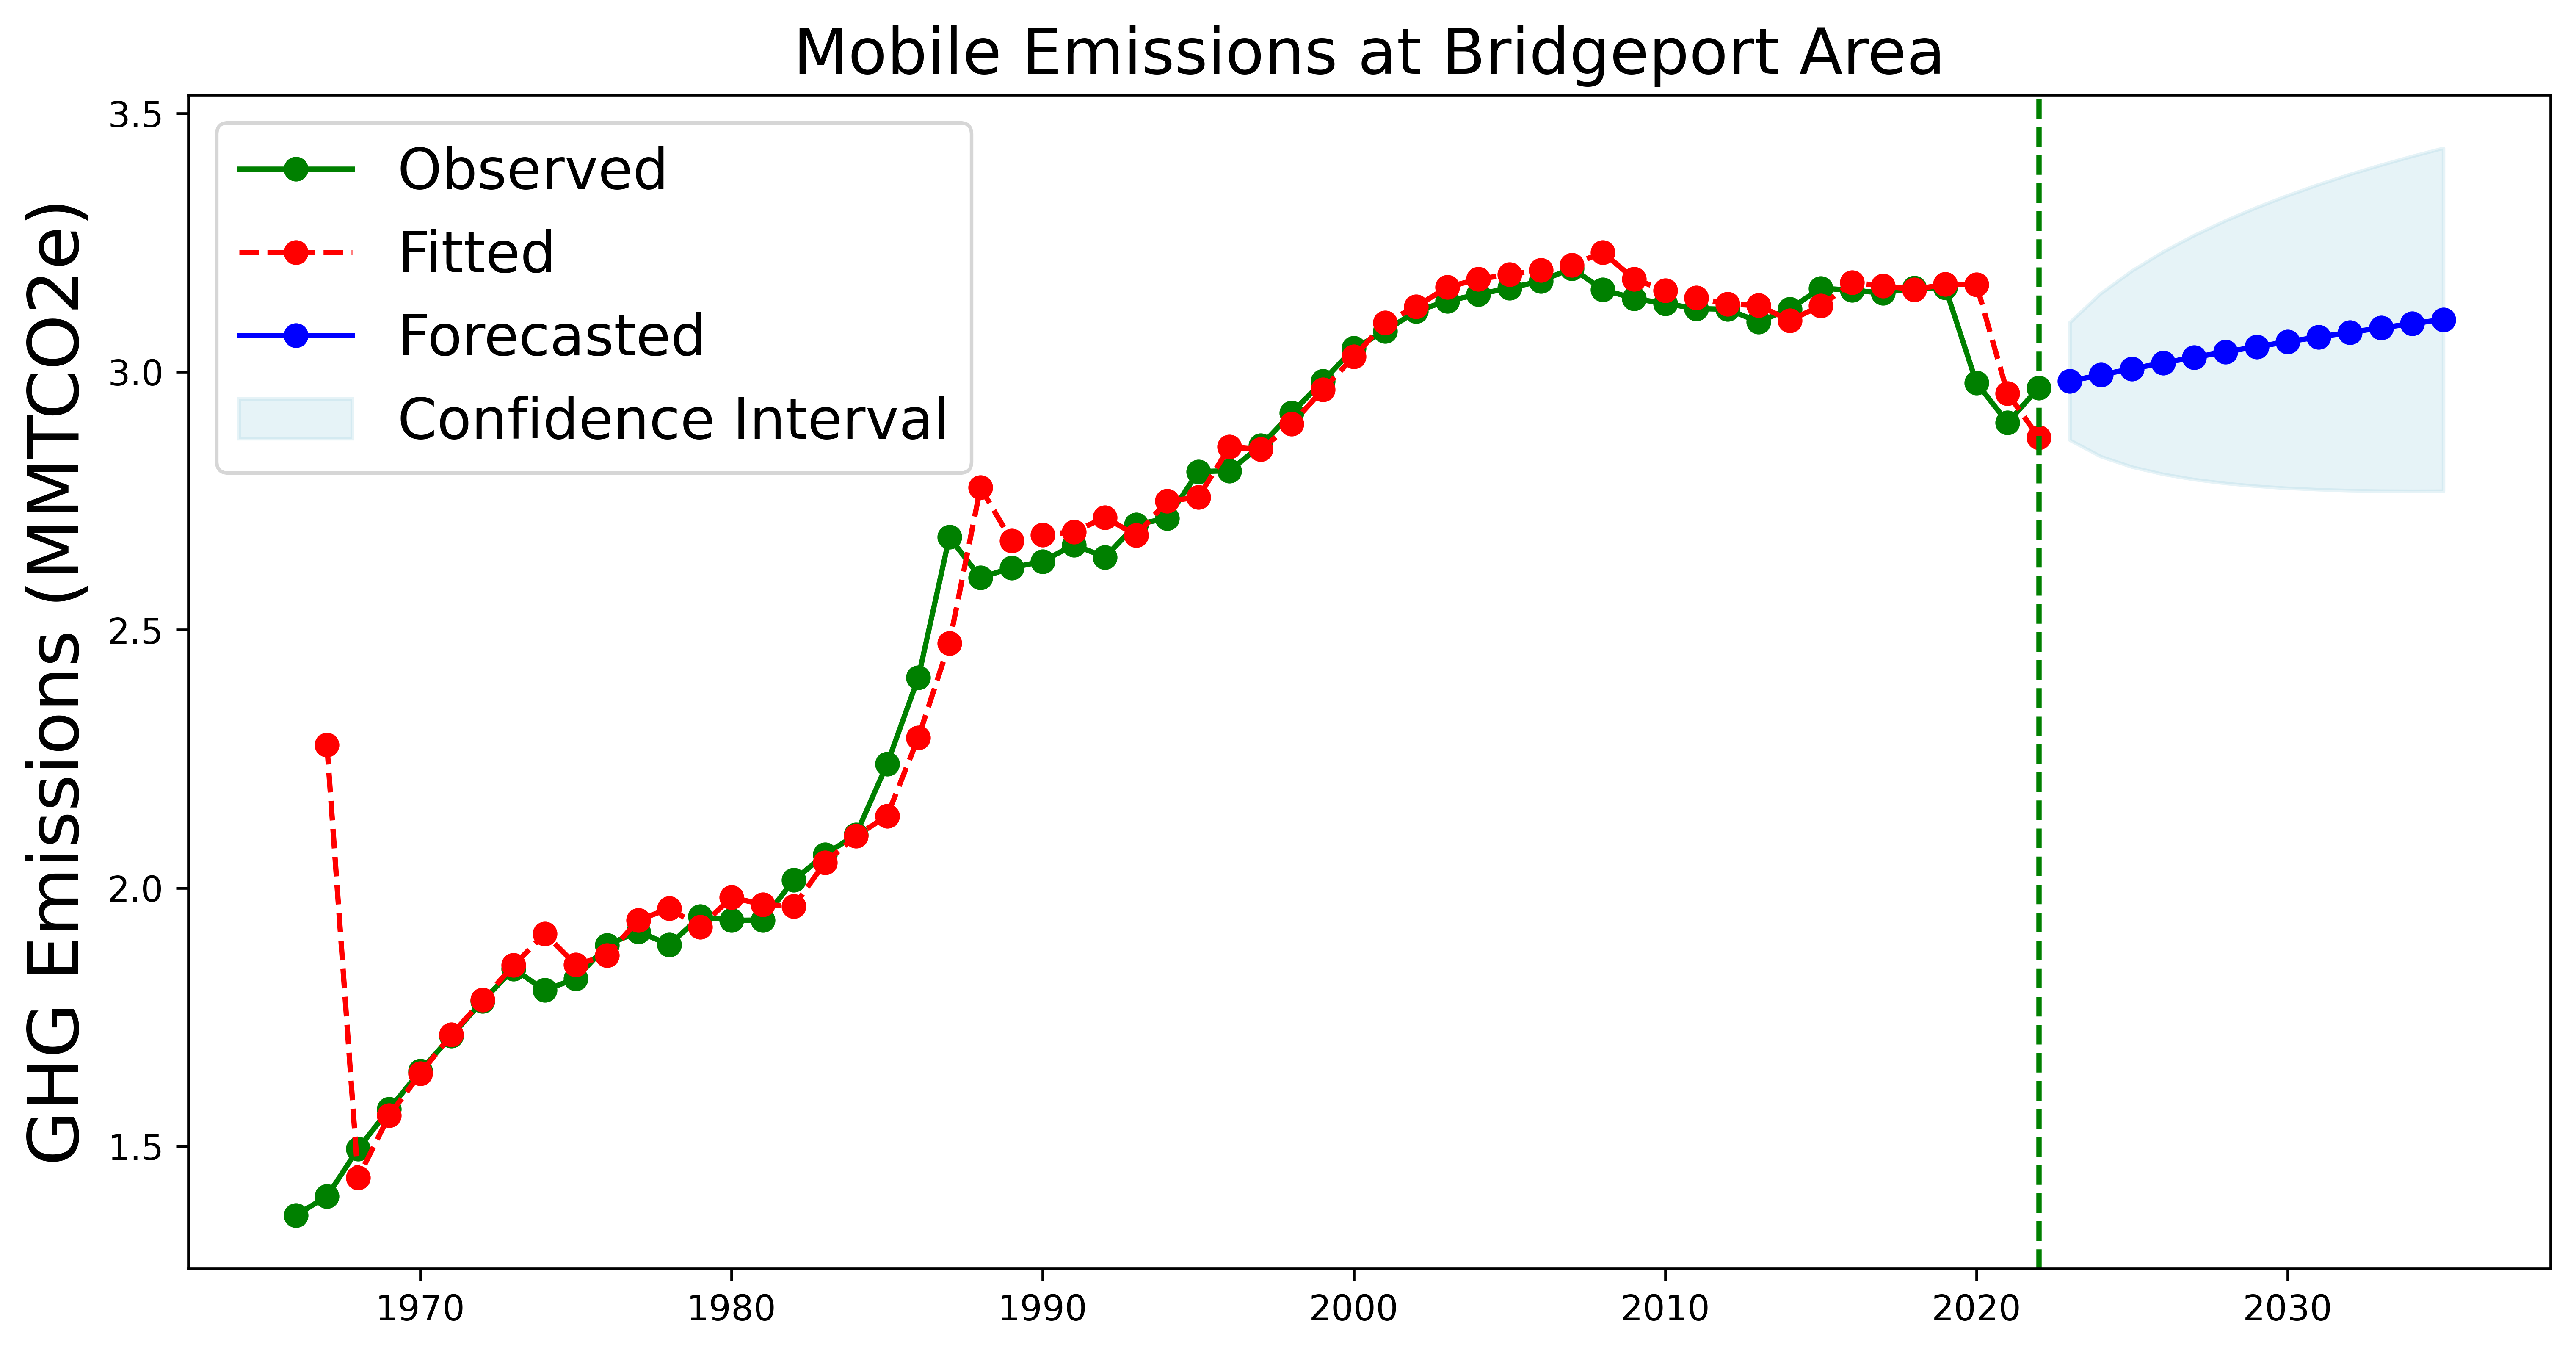 Mobile Emissions at Bridgeport Area
GHG Emissions (MMTCO2e)
3.5
3.0
2.5
2.0
1.5
Observed
Fitted
Forecasted
Confidence Interval
1970
1980
1990
2000
2010
2020
2030